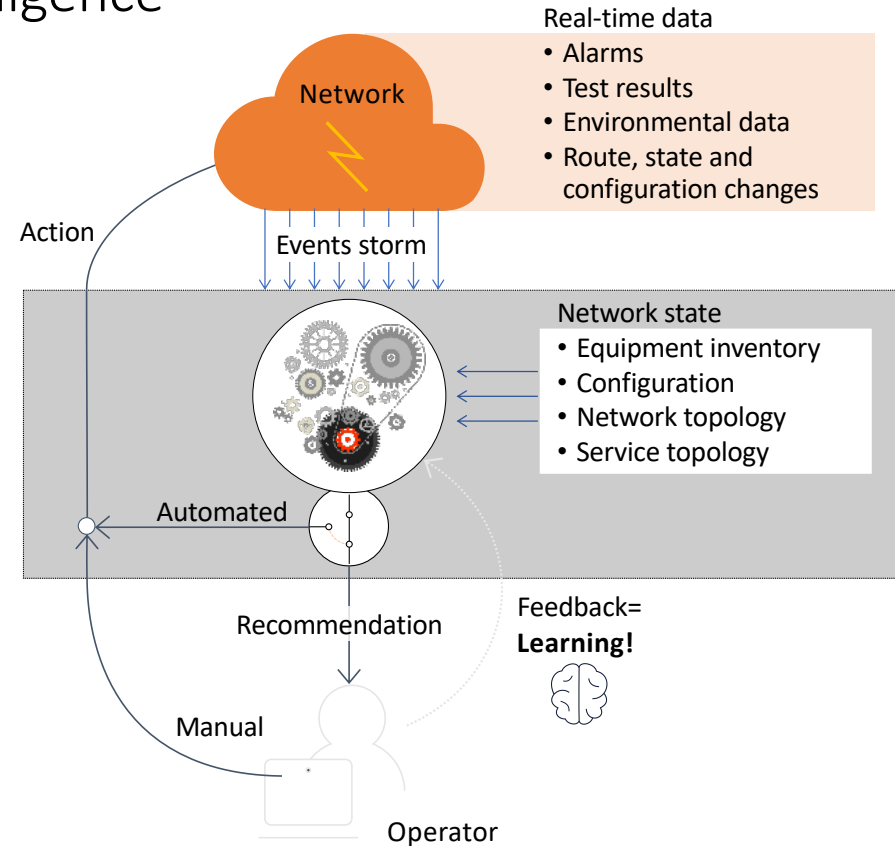 Real-time data
• Alarms
• Test results
• Environmental data
• Route, state and
configuration changes
Network
Action
Events storm
Network state
• Equipment inventory
• Configuration
• Network topology
• Service topology
Automated
Recommendation
Feedback=
Learning!
Manual
Operator